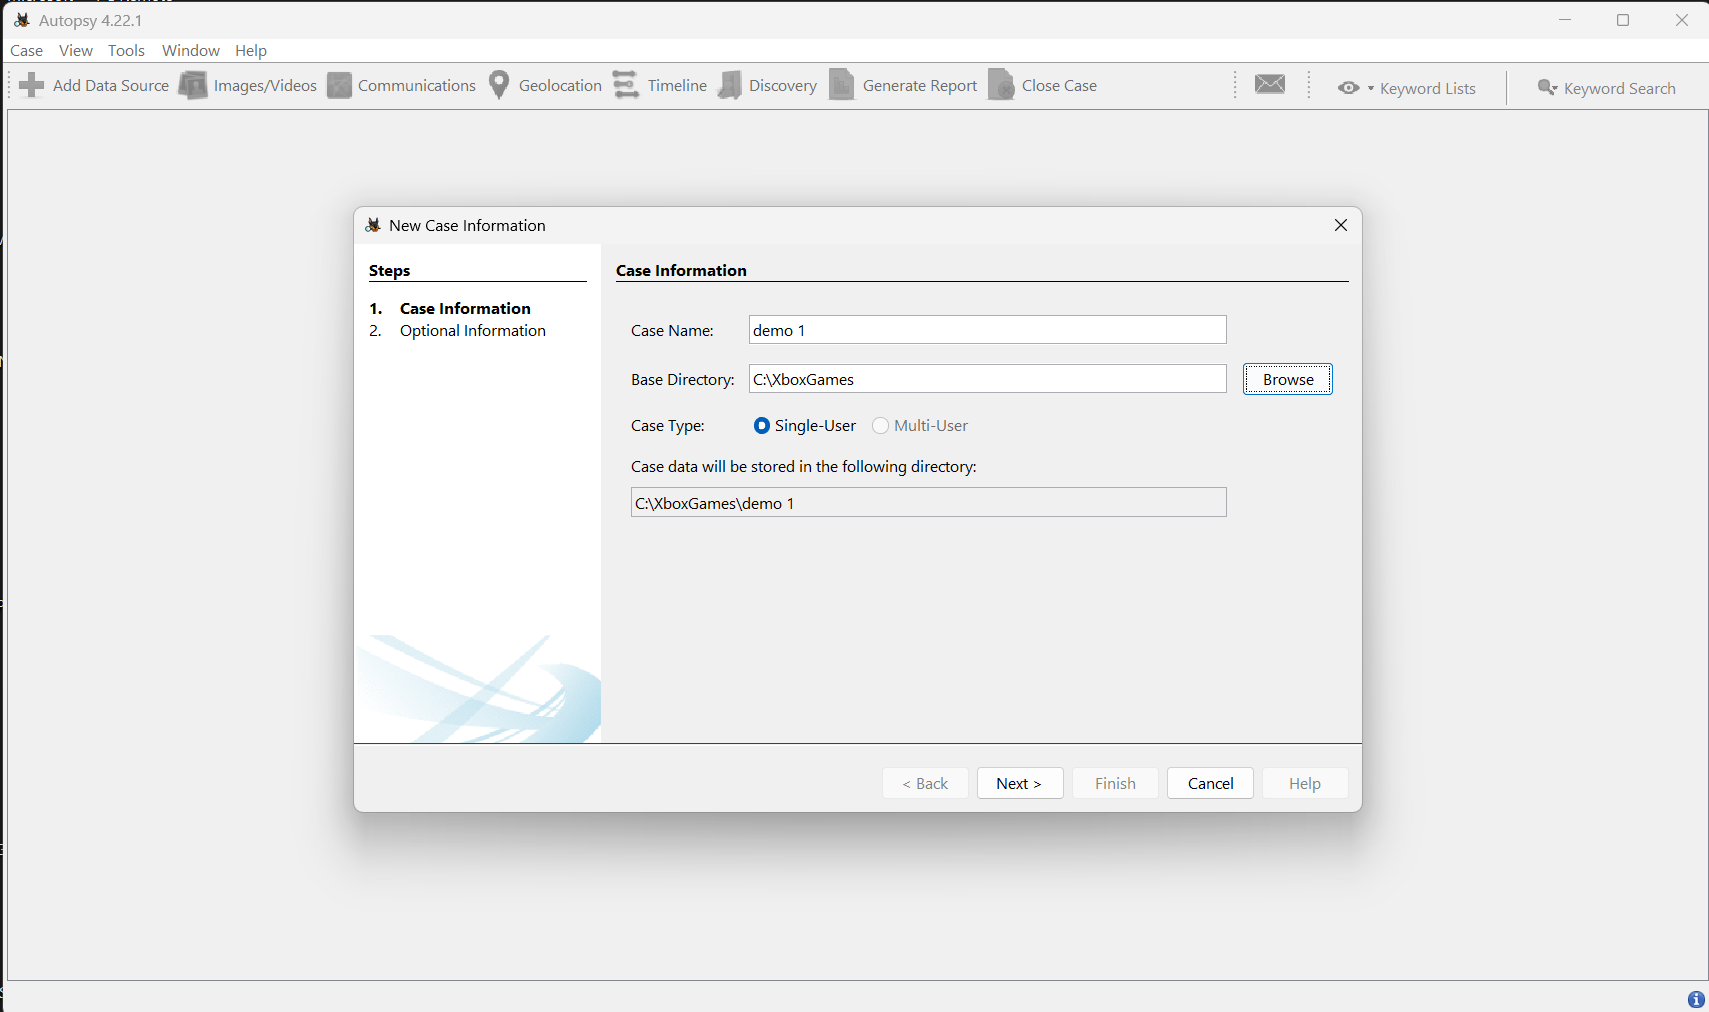 Autopsy 4.22.1
Case View Tools Window Help
Add Data Source Images/Videos Communications Geolocation Timeline Discovery Generate Report Close Case Keyword Lists Keyword Search
New Case Information
Steps
1. Case Information
2. Optional Information
Case Information
Case Name: demo 1
Base Directory: C:\XboxGames Browse
Case Type: Single-User Multi-User
Case data will be stored in the following directory:
C:\XboxGames\demo 1
< Back Next > Finish Cancel Help